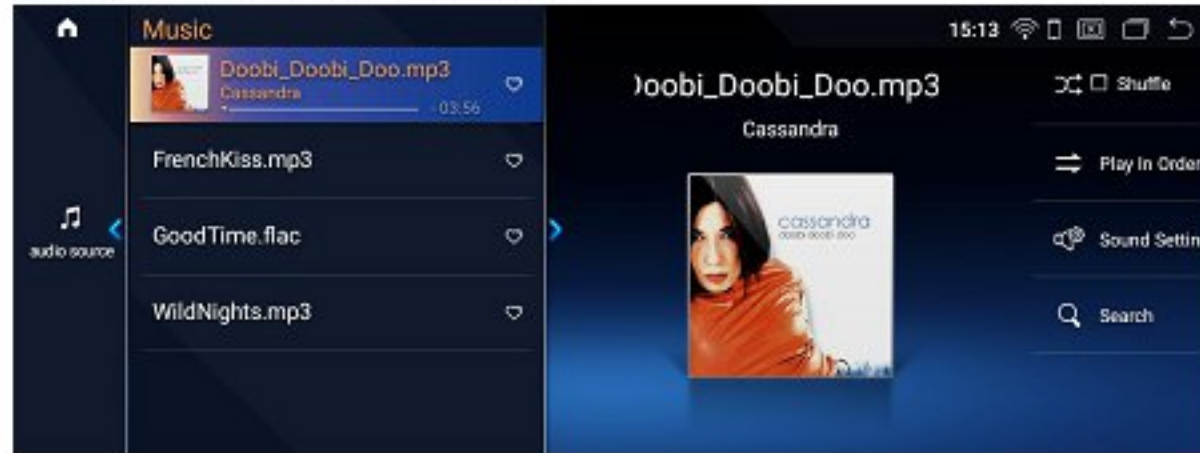 Music
15:13
Doobi_Doobi_Doo.mp3
Cassandra
-03:56
FrenchKiss.mp3
GoodTime.flac
WildNights.mp3
audio source
Doobi_Doobi_Doo.mp3
Cassandra
cassandra
doobi doobi doo
Shuffle
Play In Order
Sound Settin
Search